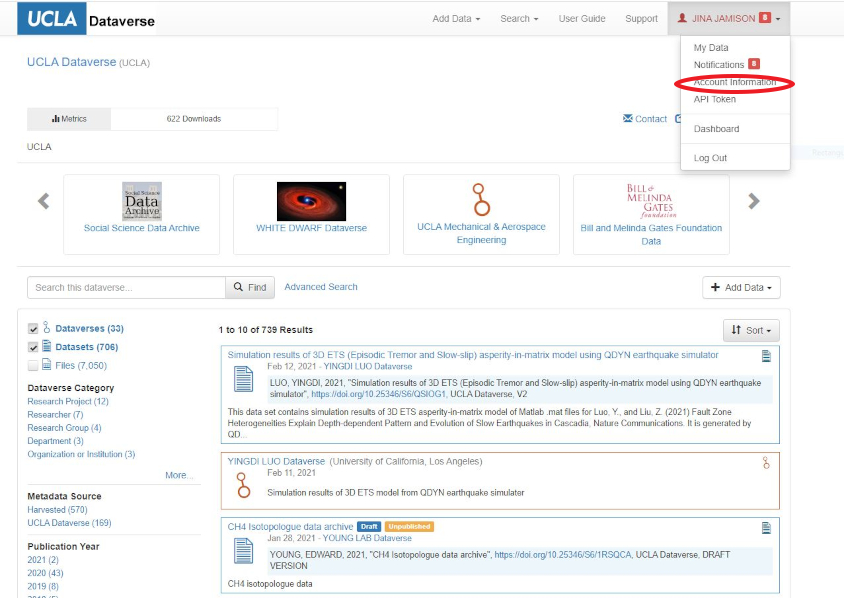 UCLA Dataverse
Add Data
Search
User Guide
Support
JINA JAMISON 8
My Data
Notifications 8
Account Information
API Token
Dashboard
Log Out
UCLA Dataverse (UCLA)
Metrics
622 Downloads
Contact
UCLA
Social Science
Data
Archive
Social Science Data Archive
WHITE DWARF Dataverse
UCLA Mechanical & Aerospace
Engineering
BILL &
MELINDA
GATES
foundation
Bill and Melinda Gates Foundation
Data
Search this dataverse...
Find
Advanced Search
Add Data
Dataverses (33)
Datasets (706)
Files (7,050)
Dataverse Category
Research Project (12)
Researcher (7)
Research Group (4)
Department (3)
Organization or Institution (3)
More...
Metadata Source
Harvested (570)
UCLA Dataverse (169)
Publication Year
2021 (2)
2020 (43)
2019 (8)
1 to 10 of 739 Results
Sort
Simulation results of 3D ETS (Episodic Tremor and Slow-slip) asperity-in-matrix model using QDYN earthquake simulator
Feb 12, 2021 - YINGDI LUO Dataverse
LUO, YINGDI, 2021, "Simulation results of 3D ETS (Episodic Tremor and Slow-slip) asperity-in-matrix model using QDYN earthquake
simulator", https://doi.org/10.25346/S6/QSIOG1, UCLA Dataverse, V2
This data set contains simulation results of 3D ETS asperity-in-matrix model of Matlab .mat files for Luo, Y., and Liu, Z. (2021) Fault Zone
Heterogeneities Explain Depth-dependent Pattern and Evolution of Slow Earthquakes in Cascadia, Nature Communications. It is generated by
QD...
YINGDI LUO Dataverse (University of California, Los Angeles)
Feb 11, 2021
Simulation results of 3D ETS model from QDYN earthquake simulator
CH4 Isotopologue data archive Draft Unpublished
Jan 28, 2021 - YOUNG LAB Dataverse
YOUNG, EDWARD, 2021, "CH4 Isotopologue data archive", https://doi.org/10.25346/S6/1RSQCA, UCLA Dataverse, DRAFT
VERSION
CH4 isotopologue data